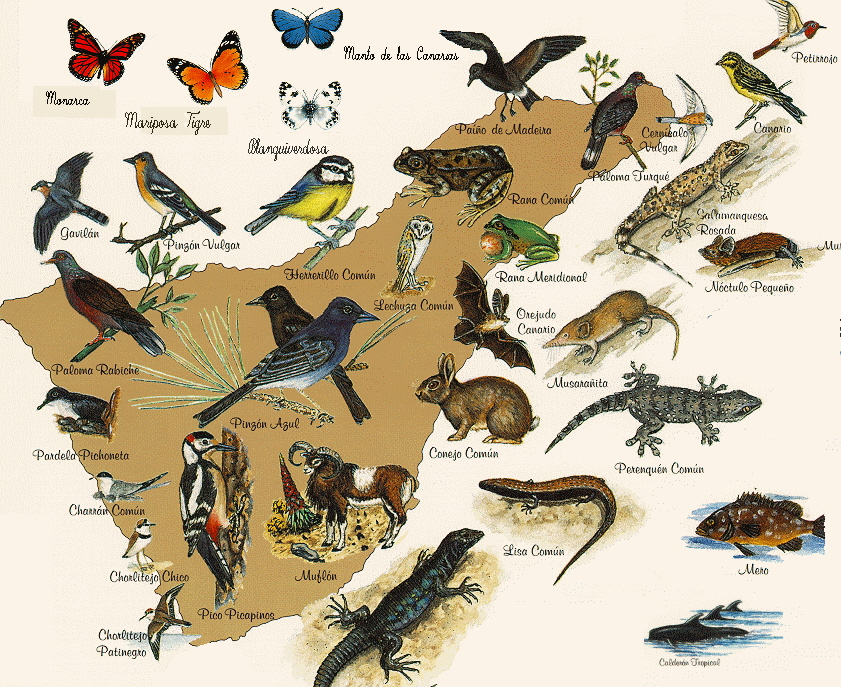 Petirrojo
Manto de las Canarias
Monarca
Mariposa Tigre
Blanquiverdosa
Paiño de Madeira
Canario
Cernícalo
Vulgar
Paloma Turqué
Rana Común
Salamanquesa
Rosada
Gavilán
Pinzón Vulgar
Herrerillo Común
Rana Meridional
Nóctulo Pequeño
Lechuza Común
Orejudo
Canario
Paloma Rabiche
Musarañita
Pinzón Azul
Pardela Pichoneta
Conejo Común
Perenquén Común
Charrán Común
Lisa Común
Chorlitejo Chico
Muflón
Mero
Pico Picapinos
Chorlitejo
Patinegro
Calderón Tropical